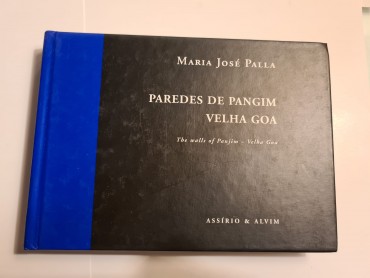 MARIA JOSÉ PALLA
PAREDES DE PANGIM
VELHA GOA
The walls of Panjim - Velha Goa
ASSÍRIO & ALVIM